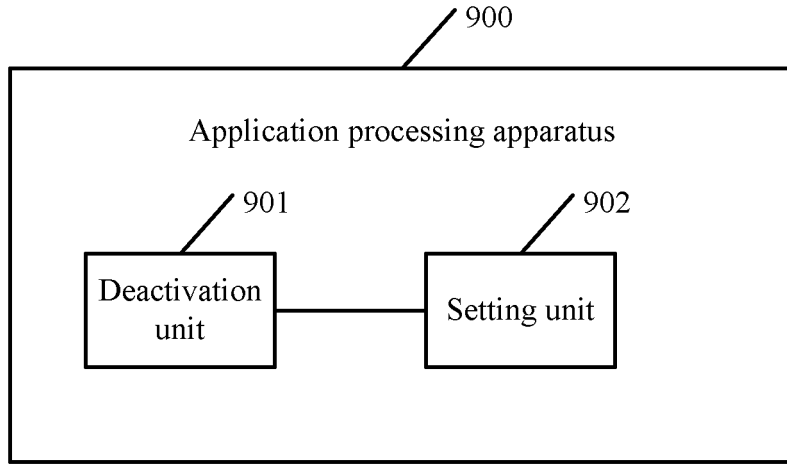 900
Application processing apparatus
901
902
Deactivation
unit
Setting unit